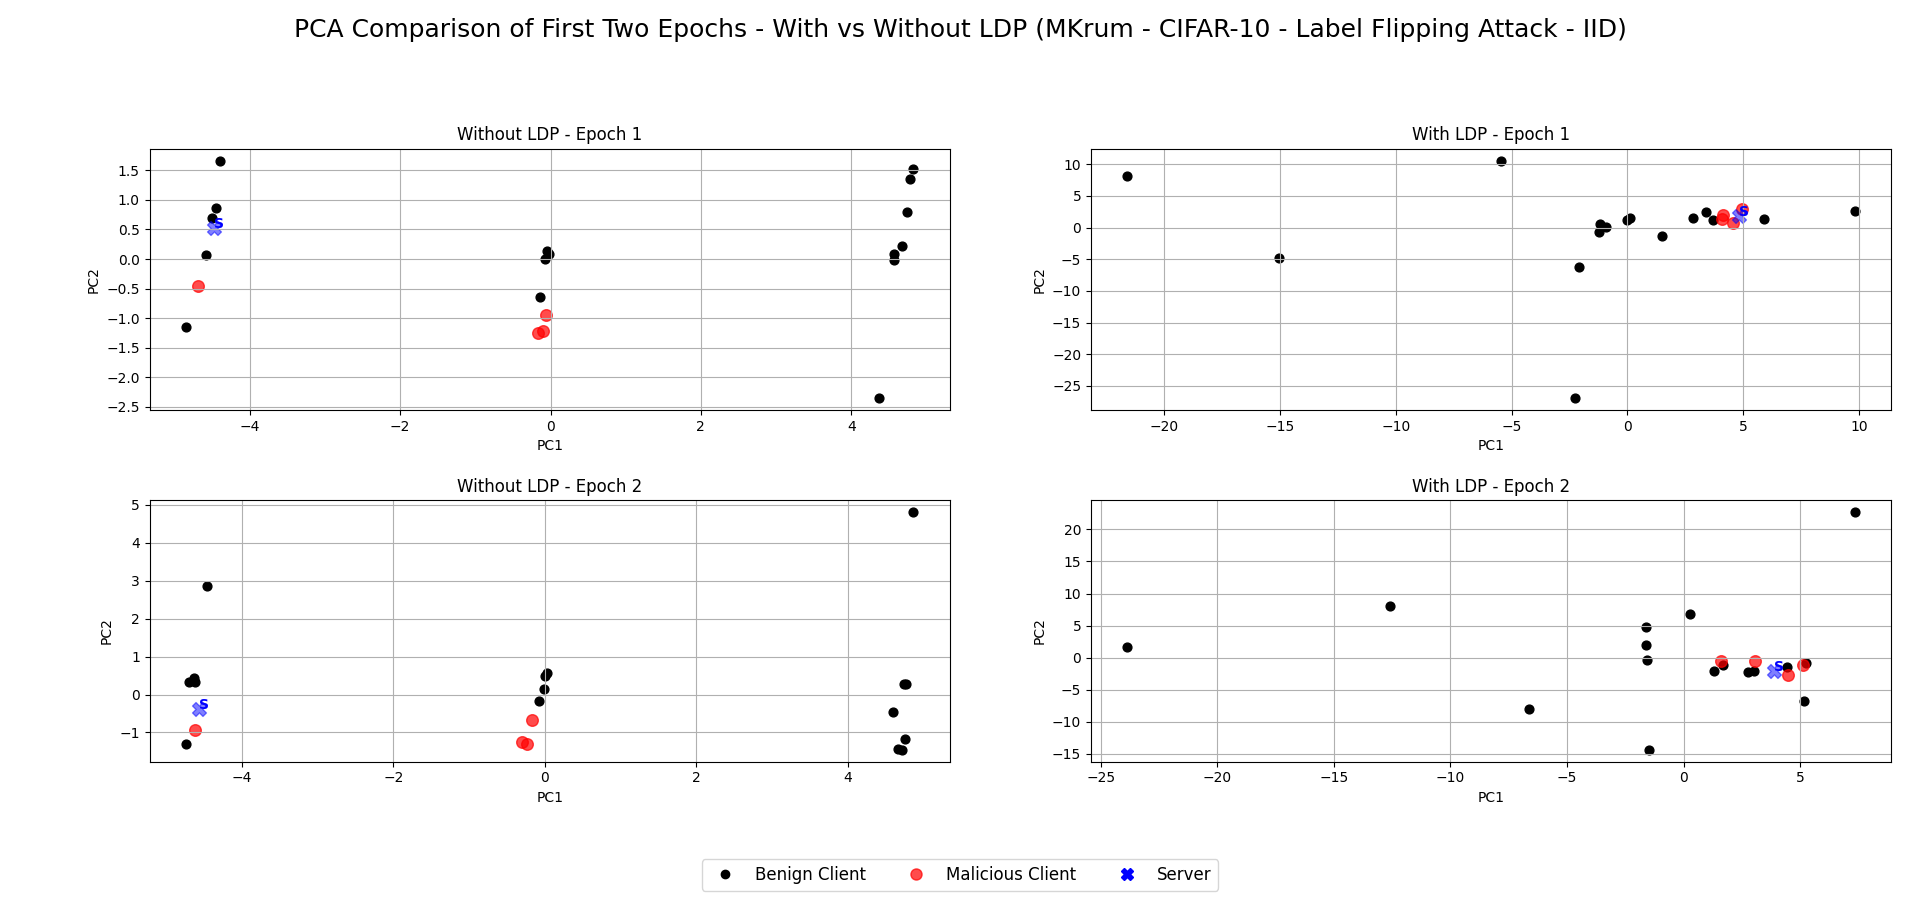 PCA Comparison of First Two Epochs - With vs Without LDP (MKrum - CIFAR-10 - Label Flipping Attack - IID)
Without LDP - Epoch 1
1.5
1.0
0.5
0.0
−0.5
−1.0
−1.5
−2.0
−2.5
PC2
S
−4
−2
0
2
4
PC1
With LDP - Epoch 1
10
5
0
−5
−10
−15
−20
−25
PC2
S
−20
−15
−10
−5
0
5
10
PC1
Without LDP - Epoch 2
5
4
3
2
1
0
−1
PC2
S
−4
−2
0
2
4
PC1
With LDP - Epoch 2
20
15
10
5
0
−5
−10
−15
PC2
S
−25
−20
−15
−10
−5
0
5
PC1
Benign Client
Malicious Client
Server